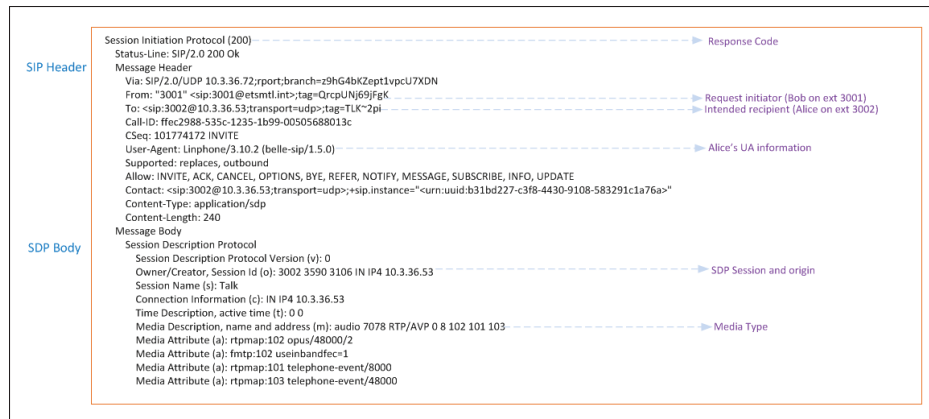 Session Initiation Protocol (200) Response Code
Status-Line: SIP/2.0 200 Ok
SIP Header
Message Header
Via: SIP/2.0/UDP 10.3.36.72;rport;branch=z9hG4bKZept1vpcU7XDN
From: "3001" <sip:3001@etsmtl.int>;tag=QrcpUNj69jFgK Request initiator (Bob on ext 3001)
To: <sip:3002@10.3.36.53;transport=udp>;tag=TLK~2pi Intended recipient (Alice on ext 3002)
Call-ID: ffec2988-535c-1235-1b99-00505688013c
CSeq: 101774172 INVITE
User-Agent: Linphone/3.10.2 (belle-sip/1.5.0) Alice's UA information
Supported: replaces, outbound
Allow: INVITE, ACK, CANCEL, OPTIONS, BYE, REFER, NOTIFY, MESSAGE, SUBSCRIBE, INFO, UPDATE
Contact: <sip:3002@10.3.36.53;transport=udp>;+sip.instance="<urn:uuid:b31bd227-c3f8-4430-9108-583291c1a76a>"
Content-Type: application/sdp
Content-Length: 240
Message Body
SDP Body
Session Description Protocol
Session Description Protocol Version (v): 0
Owner/Creator, Session Id (o): 3002 3590 3106 IN IP4 10.3.36.53 SDP Session and origin
Session Name (s): Talk
Connection Information (c): IN IP4 10.3.36.53
Time Description, active time (t): 0 0
Media Description, name and address (m): audio 7078 RTP/AVP 0 8 102 101 103 Media Type
Media Attribute (a): rtpmap:102 opus/48000/2
Media Attribute (a): fmtp:102 useinbandfec=1
Media Attribute (a): rtpmap:101 telephone-event/8000
Media Attribute (a): rtpmap:103 telephone-event/48000